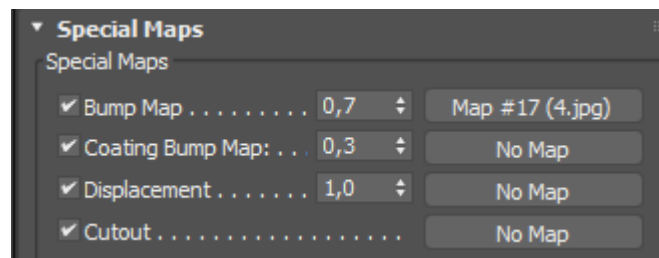 Special Maps
Special Maps
Bump Map . . . . . . . . . 0,7 Map #17 (4.jpg)
Coating Bump Map: . . . 0,3 No Map
Displacement . . . . . . . 1,0 No Map
Cutout . . . . . . . . . . . . . . . . . . No Map